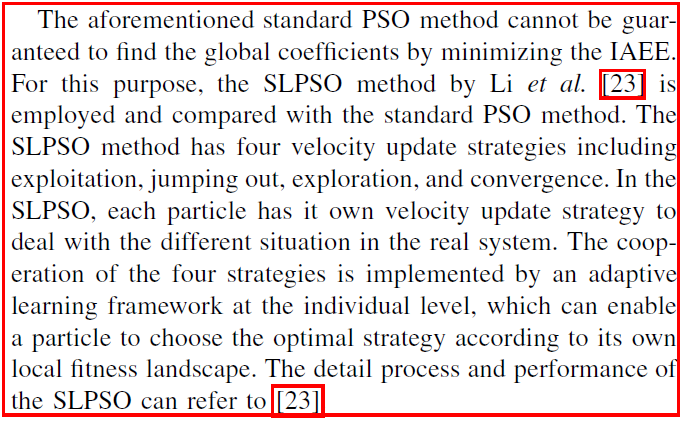 The aforementioned standard PSO method cannot be guar-
anteed to find the global coefficients by minimizing the IAEE.
For this purpose, the SLPSO method by Li et al. [23] is
employed and compared with the standard PSO method. The
SLPSO method has four velocity update strategies including
exploitation, jumping out, exploration, and convergence. In the
SLPSO, each particle has it own velocity update strategy to
deal with the different situation in the real system. The coop-
eration of the four strategies is implemented by an adaptive
learning framework at the individual level, which can enable
a particle to choose the optimal strategy according to its own
local fitness landscape. The detail process and performance of
the SLPSO can refer to [23]